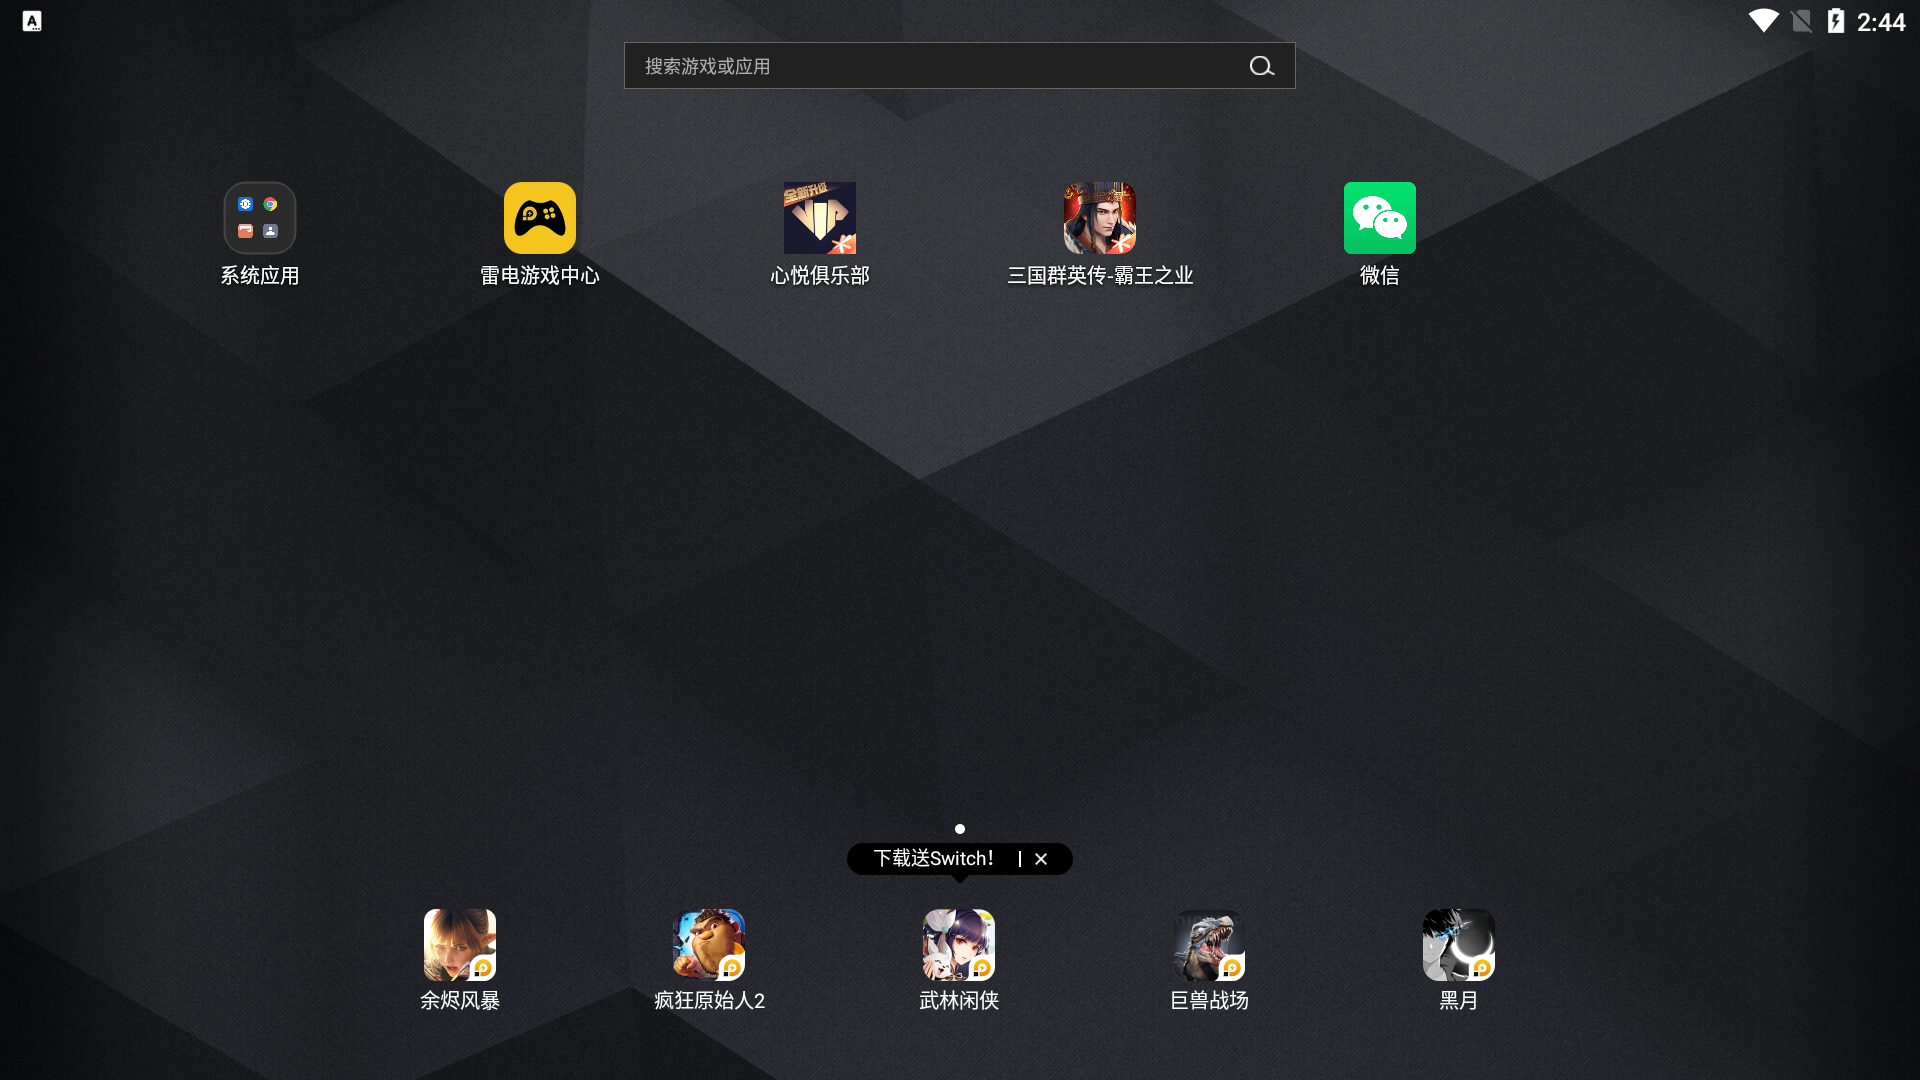 A
2:44
搜索游戏或应用
全新升级
VIP
系统应用
雷电游戏中心
心悦俱乐部
三国群英传-霸王之业
微信
下载送Switch!
余烬风暴
疯狂原始人2
武林闲侠
巨兽战场
黑月